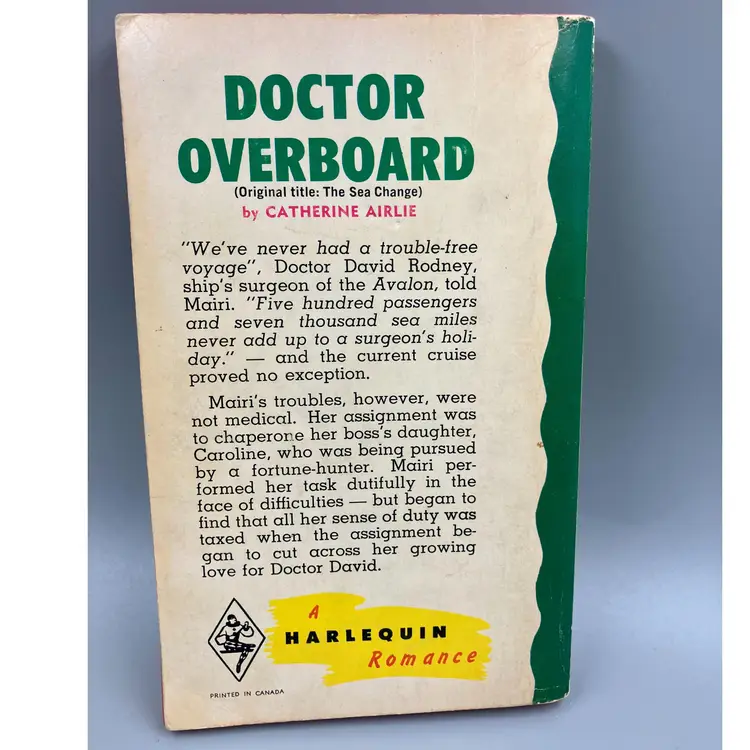 DOCTOR
OVERBOARD
(Original title: The Sea Change)
by CATHERINE AIRLIE
"We've never had a trouble-free
voyage", Doctor David Rodney,
ship's surgeon of the Avalon, told
Mairi. "Five hundred passengers
and seven thousand sea miles
never add up to a surgeon's holi-
day." — and the current cruise
proved no exception.
Mairi's troubles, however, were
not medical. Her assignment was
to chaperone her boss's daughter,
Caroline, who was being pursued
by a fortune-hunter. Mairi per-
formed her task dutifully in the
face of difficulties — but began to
find that all her sense of duty was
taxed when the assignment be-
gan to cut across her growing
love for Doctor David.
A
HARLEQUIN
Romance
PRINTED IN CANADA